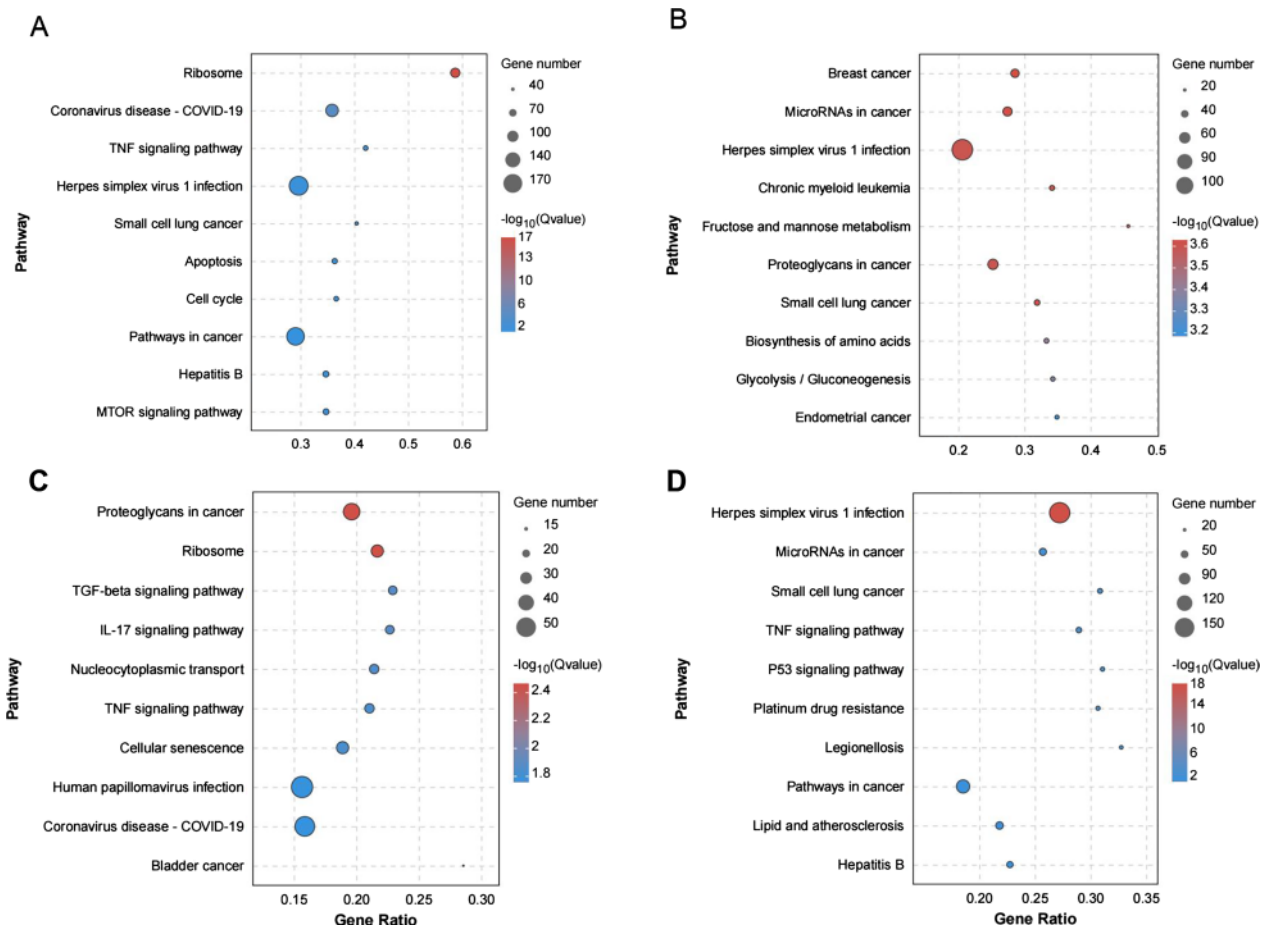 A
Pathway
Ribosome
Coronavirus disease - COVID-19
TNF signaling pathway
Herpes simplex virus 1 infection
Small cell lung cancer
Apoptosis
Cell cycle
Pathways in cancer
Hepatitis B
MTOR signaling pathway
0.3 0.4 0.5 0.6
Gene number
40
70
100
140
170
-log10(Qvalue)
17
13
10
6
2
B
Pathway
Breast cancer
MicroRNAs in cancer
Herpes simplex virus 1 infection
Chronic myeloid leukemia
Fructose and mannose metabolism
Proteoglycans in cancer
Small cell lung cancer
Biosynthesis of amino acids
Glycolysis / Gluconeogenesis
Endometrial cancer
0.2 0.3 0.4 0.5
Gene number
20
40
60
90
100
-log10(Qvalue)
3.6
3.4
3.3
3.3
3.2
C
Pathway
Proteoglycans in cancer
Ribosome
TGF-beta signaling pathway
IL-17 signaling pathway
Nucleocytoplasmic transport
TNF signaling pathway
Cellular senescence
Human papillomavirus infection
Coronavirus disease - COVID-19
Bladder cancer
0.15 0.20 0.25 0.30
Gene Ratio
Gene number
15
20
30
40
50
-log10(Qvalue)
2.4
2.2
2
1.8
D
Pathway
Herpes simplex virus 1 infection
MicroRNAs in cancer
Small cell lung cancer
TNF signaling pathway
P53 signaling pathway
Platinum drug resistance
Legionellosis
Pathways in cancer
Lipid and atherosclerosis
Hepatitis B
0.20 0.25 0.30 0.35
Gene Ratio
Gene number
20
50
90
120
150
-log10(Qvalue)
18
14
10
6
2